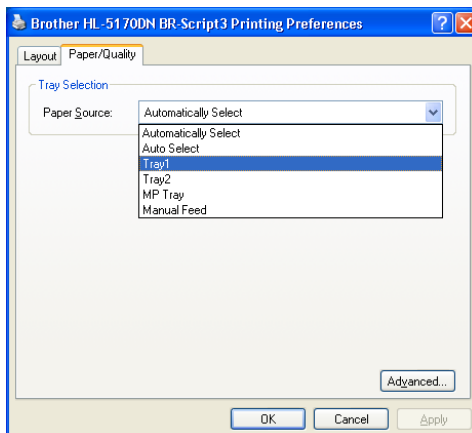 Brother HL-5170DN BR-Script3 Printing Preferences
Layout
Paper/Quality
Tray Selection
Paper Source:
Automatically Select
Automatically Select
Auto Select
Tray1
Tray2
MP Tray
Manual Feed
Advanced...
OK
Cancel
Apply